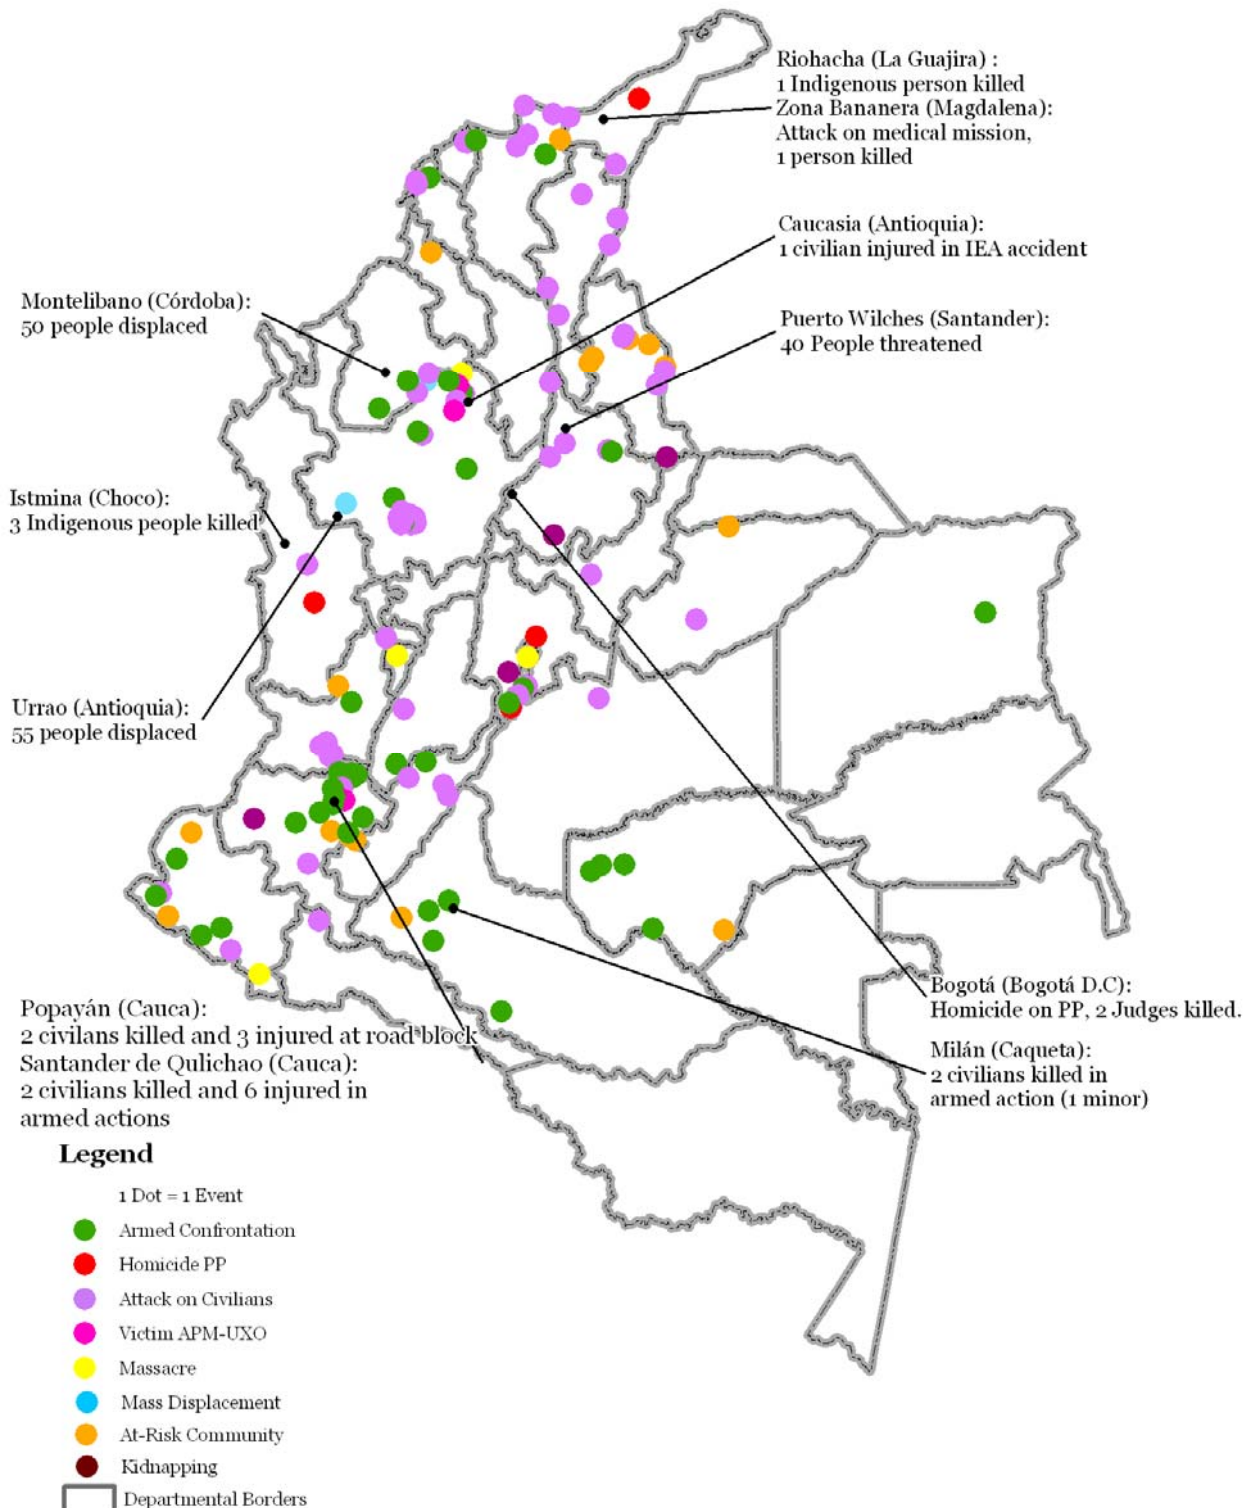 Riohacha (La Guajira) :
1 Indigenous person killed
Zona Bananera (Magdalena):
Attack on medical mission,
1 person killed
Caucasia (Antioquia):
1 civilian injured in IEA accident
Montelibano (Córdoba):
50 people displaced
Puerto Wilches (Santander):
40 People threatened
Istmina (Choco):
3 Indigenous people killed
Urrao (Antioquia):
55 people displaced
Bogotá (Bogotá D.C):
Homicide on PP, 2 Judges killed.
Popayán (Cauca):
2 civilans killed and 3 injured at road block
Santander de Qulichao (Cauca):
2 civilians killed and 6 injured in
armed actions
Milán (Caqueta):
2 civilians killed in
armed action (1 minor)
Legend
1 Dot = 1 Event
Armed Confrontation
Homicide PP
Attack on Civilians
Victim APM-UXO
Massacre
Mass Displacement
At-Risk Community
Kidnapping
Departmental Borders